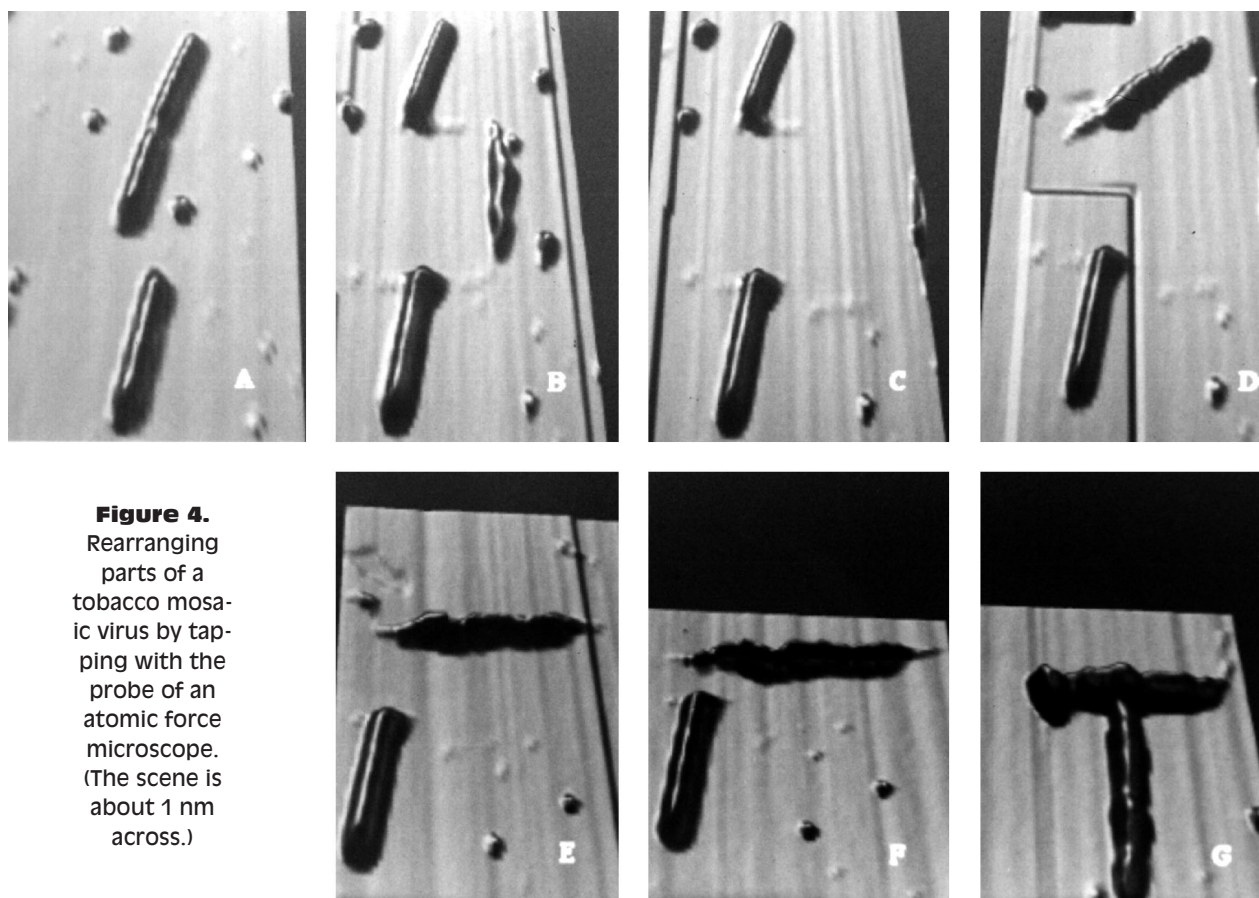 A
B
C
D
Figure 4.
Rearranging
parts of a
tobacco mosa-
ic virus by tap-
ping with the
probe of an
atomic force
microscope.
(The scene is
about 1 nm
across.)
E
F
G